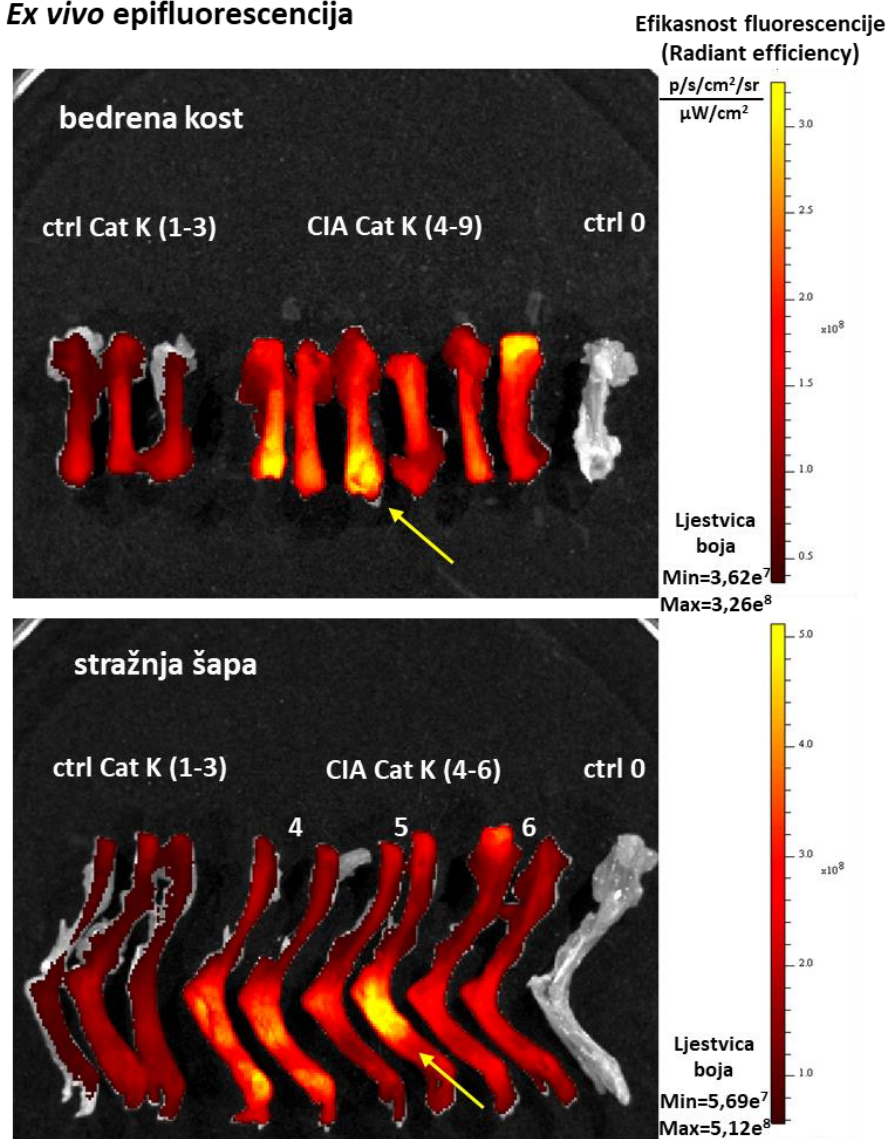 Ex vivo epifluorescencija
Efikasnost fluorescencije
(Radiant efficiency)
p/s/cm²/sr
µW/cm²
bedrena kost
ctrl Cat K (1-3)
CIA Cat K (4-9)
ctrl 0
3.0
2.5
2.0
x10⁸
1.5
1.0
0.5
Ljestvica
boja
Min=3,62e⁷
Max=3,26e⁸
stražnja šapa
ctrl Cat K (1-3)
CIA Cat K (4-6)
ctrl 0
4
5
6
5.0
4.0
3.0
x10⁸
2.0
1.0
Ljestvica
boja
Min=5,69e⁷
Max=5,12e⁸